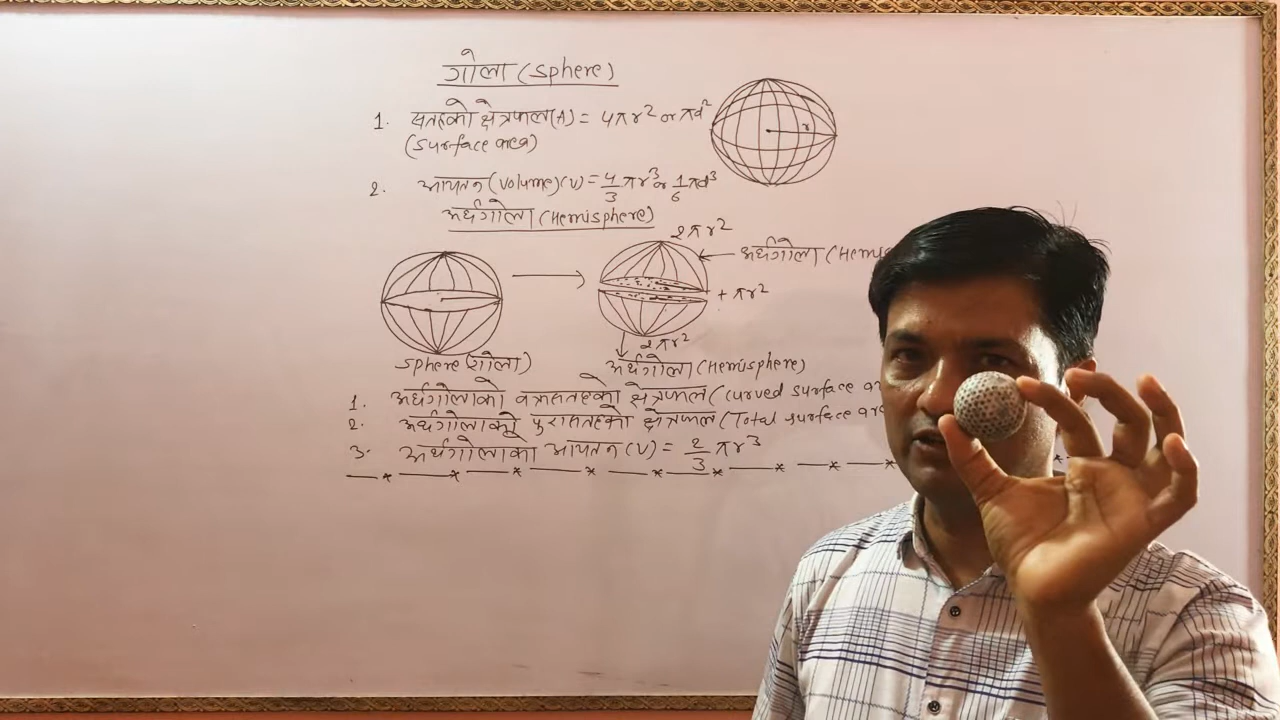 गोला (Sphere)
1. सतहको क्षेत्रफल(A) = 4πr² or πd²
(Surface area)
r
2. आयतन (Volume)(V) = 4/3 πr³ or 1/6 πd³
अर्धगोला (Hemisphere)
2πr²
अर्धगोला (Hemis
+ πr²
2πr²
Sphere (गोला)
अर्धगोला (Hemisphere)
1. अर्धगोलाको वक्रसतहको क्षेत्रफल (Curved surface ar
2. अर्धगोलाको पुरासतहको क्षेत्रफल (Total surface are
3. अर्धगोलाको आयतन (V) = 2/3 πr³